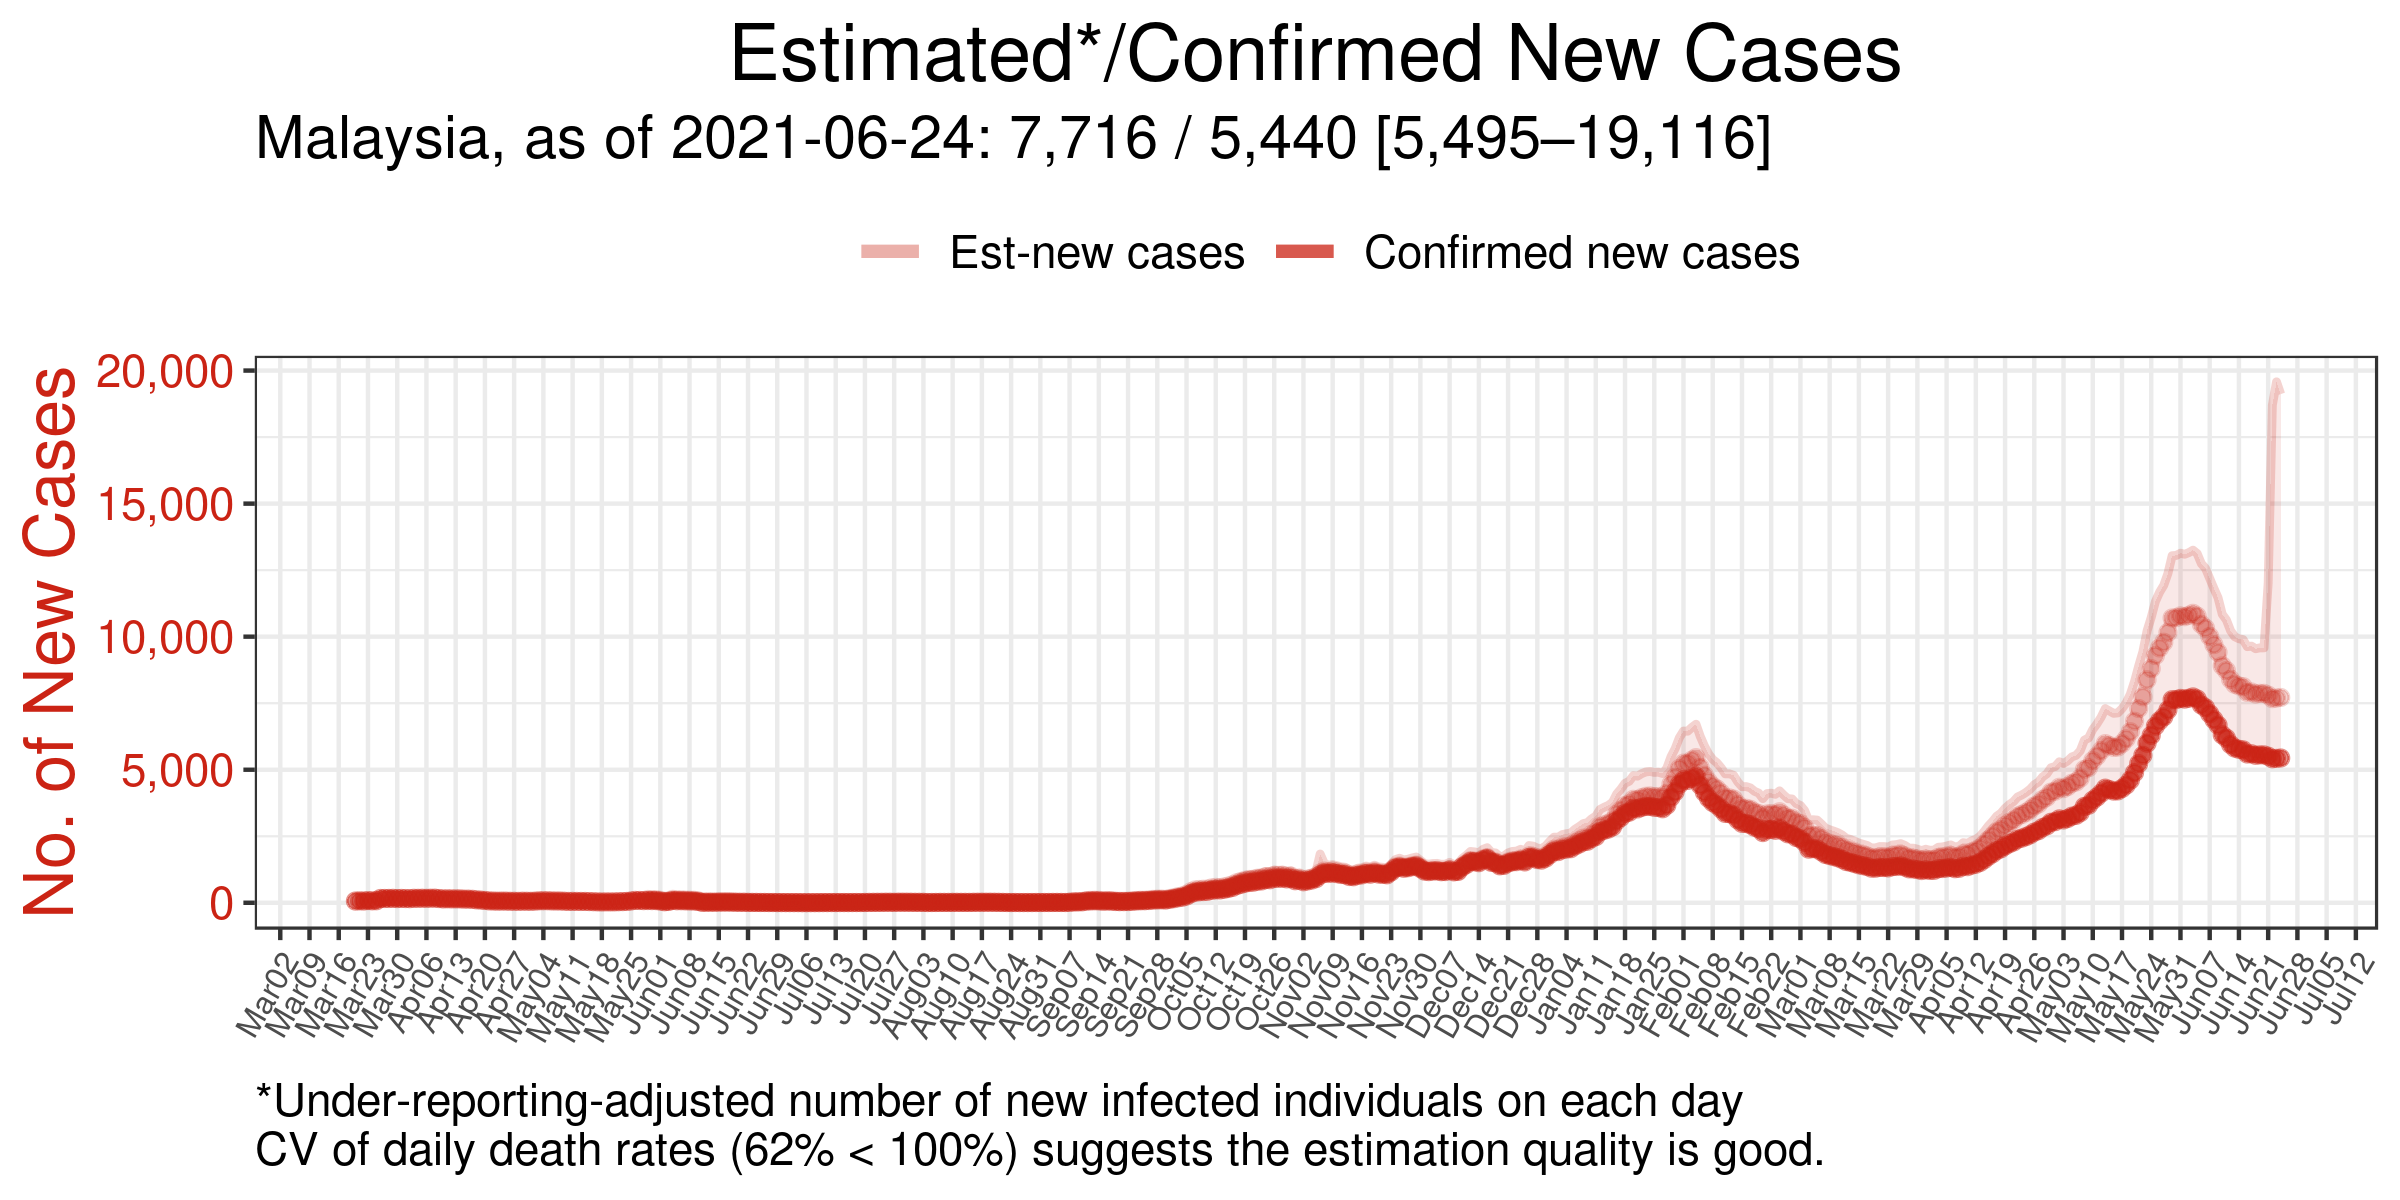 Estimated*/Confirmed New Cases
Malaysia, as of 2021-06-24: 7,716 / 5,440 [5,495–19,116]
Est-new cases Confirmed new cases
No. of New Cases
20,000
15,000
10,000
5,000
0
Mar02 Mar09 Mar16 Mar23 Mar30 Apr06 Apr13 Apr20 Apr27 May04 May11 May18 May25 Jun01 Jun08 Jun15 Jun22 Jun29 Jul06 Jul13 Jul20 Jul27 Aug03 Aug10 Aug17 Aug24 Aug31 Sep07 Sep14 Sep21 Sep28 Oct05 Oct12 Oct19 Oct26 Nov02 Nov09 Nov16 Nov23 Nov30 Dec07 Dec14 Dec21 Dec28 Jan04 Jan11 Jan18 Jan25 Feb01 Feb08 Feb15 Feb22 Mar01 Mar08 Mar15 Mar22 Mar29 Apr05 Apr12 Apr19 Apr26 May03 May10 May17 May24 May31 Jun07 Jun14 Jun21 Jun28 Jul05 Jul12
*Under-reporting-adjusted number of new infected individuals on each day
CV of daily death rates (62% < 100%) suggests the estimation quality is good.